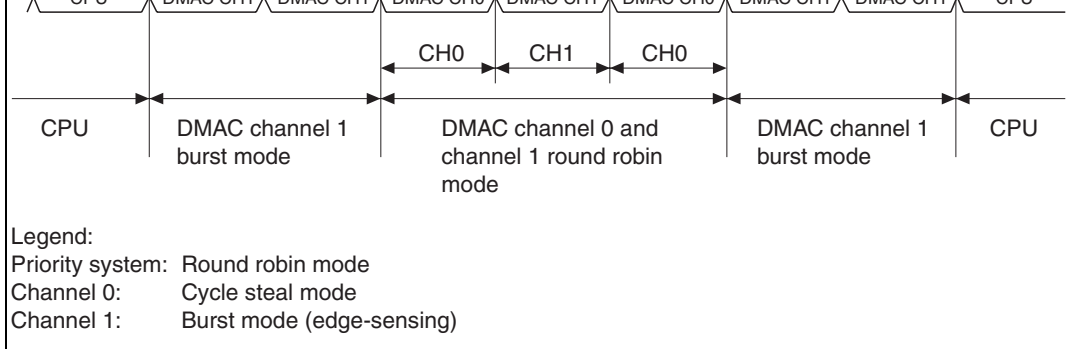 CPU DMAC CH1 DMAC CH1 DMAC CH0 DMAC CH1 DMAC CH0 DMAC CH1 DMAC CH1 CPU
CH0 CH1 CH0
CPU DMAC channel 1 DMAC channel 0 and DMAC channel 1 CPU
burst mode channel 1 round robin burst mode
mode
Legend:
Priority system: Round robin mode
Channel 0: Cycle steal mode
Channel 1: Burst mode (edge-sensing)